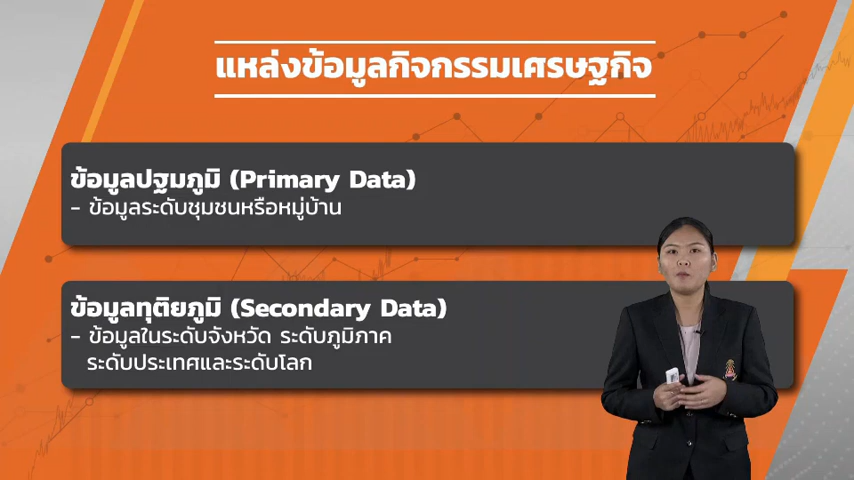 แหล่งข้อมูลกิจกรรมเศรษฐกิจ
ข้อมูลปฐมภูมิ (Primary Data)
- ข้อมูลระดับชุมชนหรือหมู่บ้าน
ข้อมูลทุติยภูมิ (Secondary Data)
- ข้อมูลในระดับจังหวัด ระดับภูมิภาค
ระดับประเทศและระดับโลก